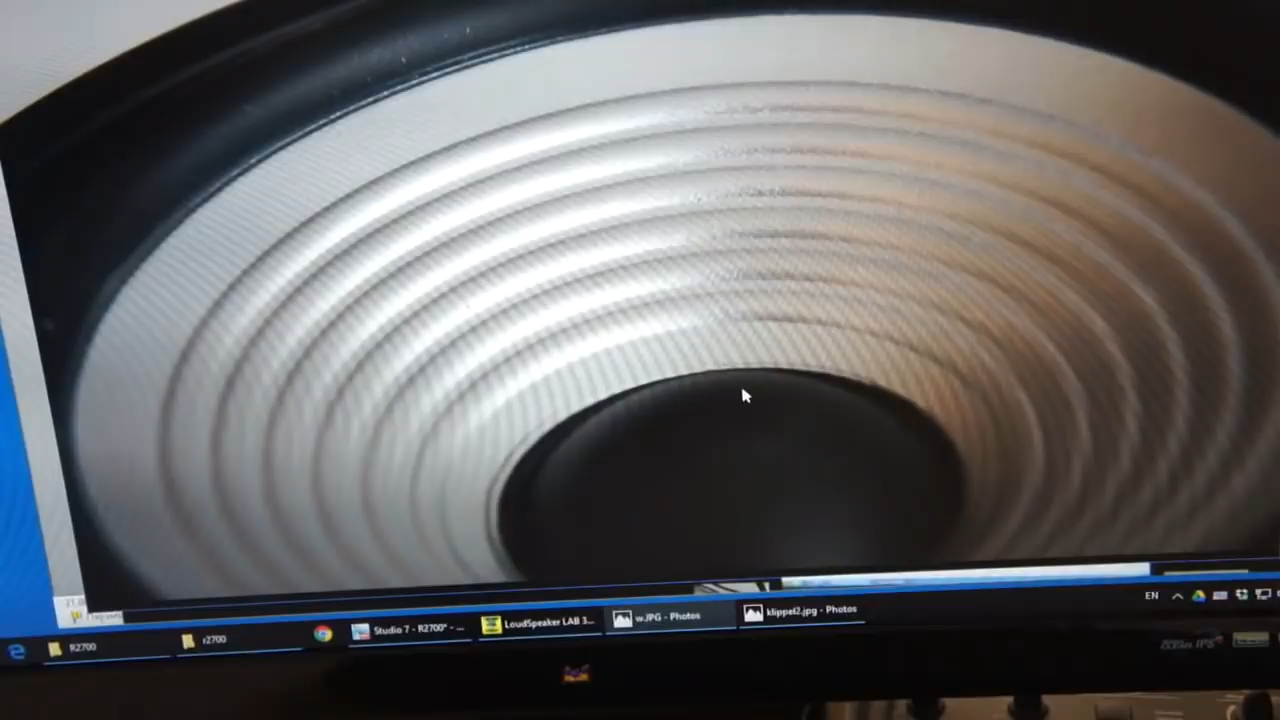 EN
R2700
r2700
Studio 7 - R2700* - ...
LoudSpeaker LAB 3...
w.JPG - Photos
klippel2.jpg - Photos